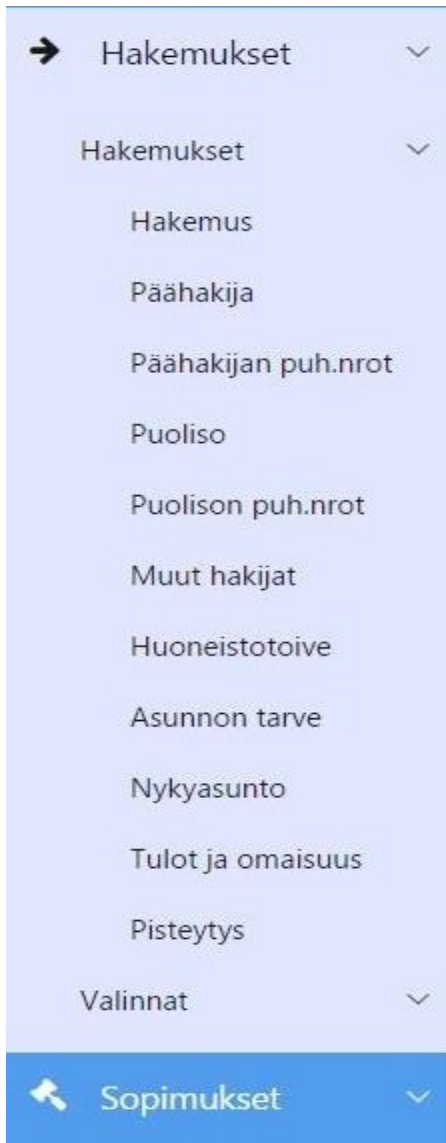 Hakemukset
Hakemukset
Hakemus
Päähakija
Päähakijan puh.nrot
Puoliso
Puolison puh.nrot
Muut hakijat
Huoneistotoive
Asunnon tarve
Nykyasunto
Tulot ja omaisuus
Pisteytys
Valinnat
Sopimukset